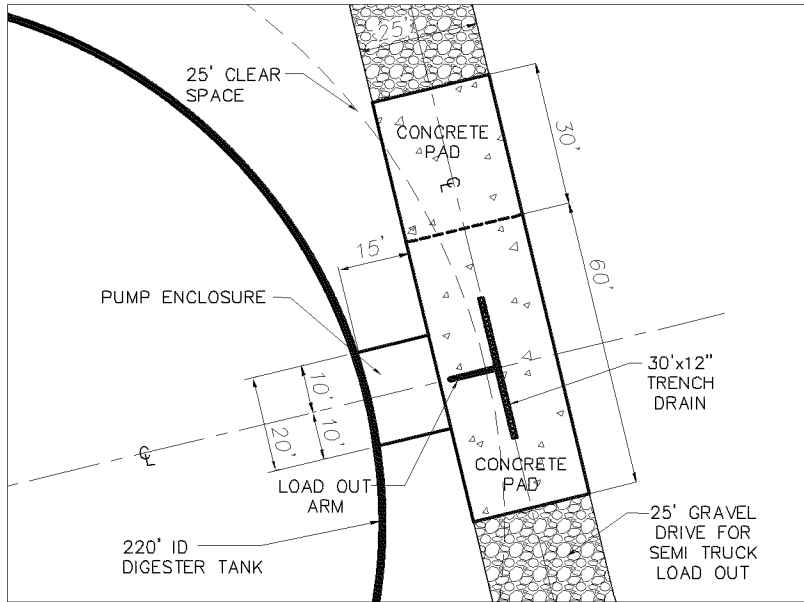 25'
25' CLEAR
SPACE
CONCRETE
PAD
30'
℄
15'
60'
PUMP ENCLOSURE
10'
10'
20'
30'x12"
TRENCH
DRAIN
℄
CONCRETE
PAD
LOAD OUT
ARM
25' GRAVEL
DRIVE FOR
SEMI TRUCK
LOAD OUT
220' ID
DIGESTER TANK